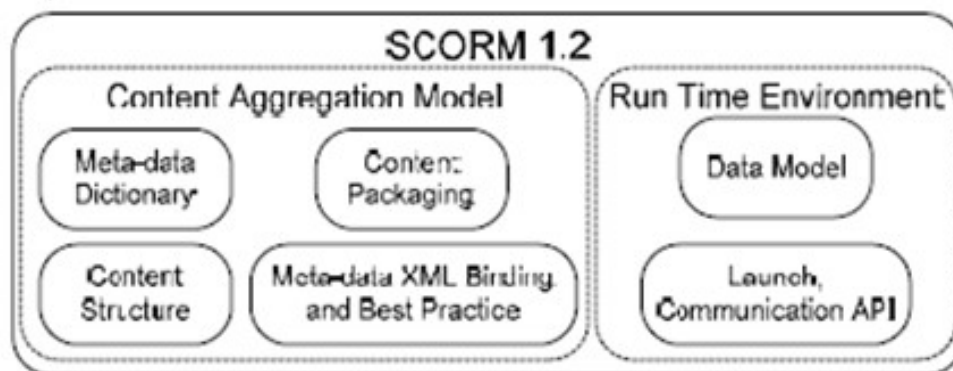 SCORM 1.2
Content Aggregation Model
Meta-data
Dictionary
Content
Packaging
Content
Structure
Meta-data XML Binding
and Best Practice
Run Time Environment
Data Model
Launch,
Communication API